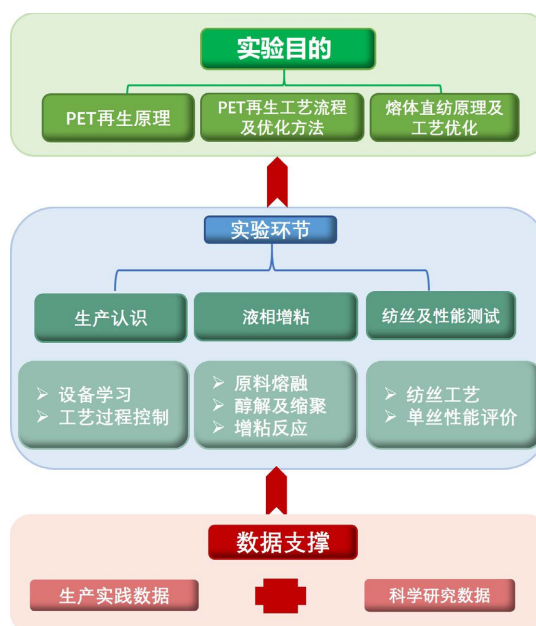 实验目的
PET再生原理
PET再生工艺流程
及优化方法
熔体直纺原理及
工艺优化
实验环节
生产认识
液相增粘
纺丝及性能测试
➢ 设备学习
➢ 工艺过程控制
➢ 原料熔融
➢ 醇解及缩聚
➢ 增粘反应
➢ 纺丝工艺
➢ 单丝性能评价
数据支撑
生产实践数据
科学研究数据